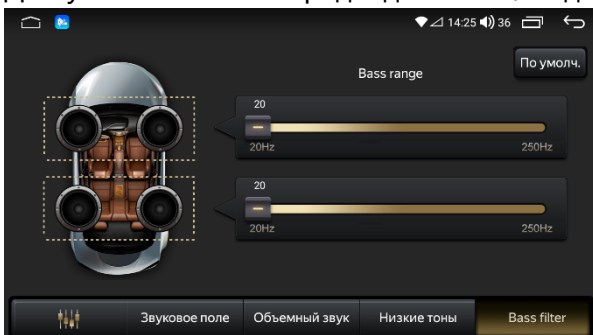 14:25 36
По умолч.
Bass range
20
20Hz 250Hz
20
20Hz 250Hz
Звуковое поле Объемный звук Низкие тоны Bass filter